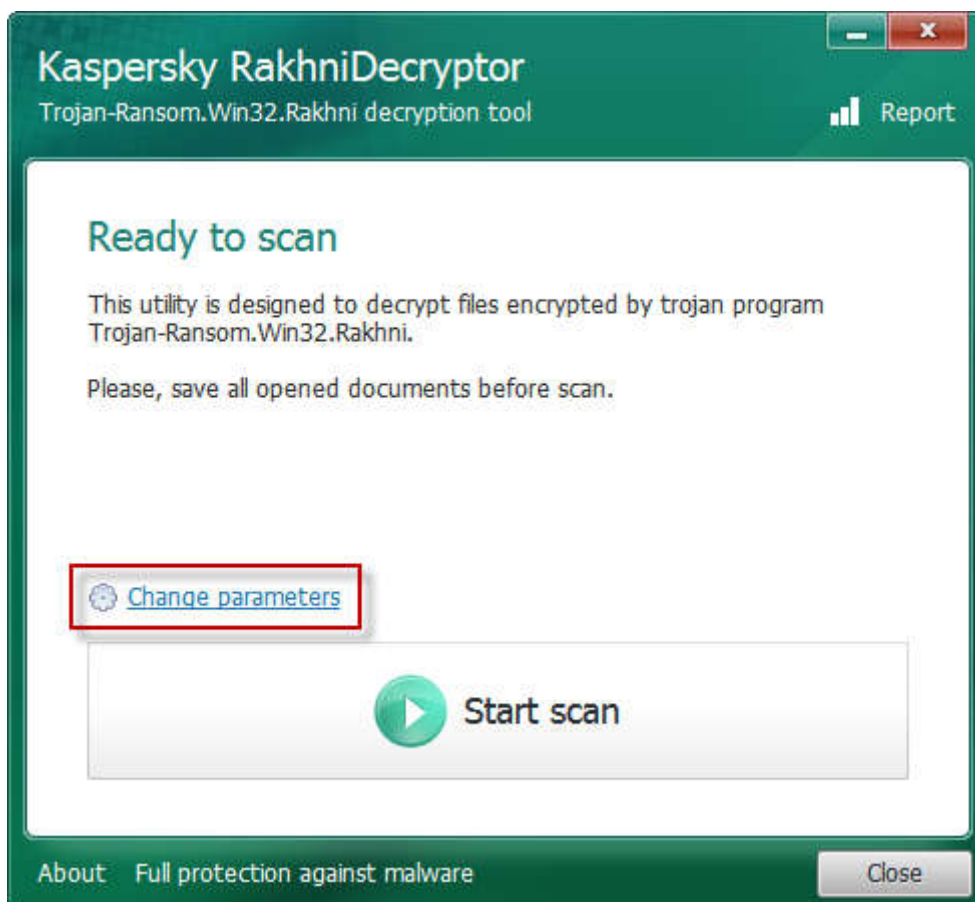 Kaspersky RakhniDecryptor
Trojan-Ransom.Win32.Rakhni decryption tool
Report
Ready to scan
This utility is designed to decrypt files encrypted by trojan program
Trojan-Ransom.Win32.Rakhni.
Please, save all opened documents before scan.
Change parameters
Start scan
About Full protection against malware
Close